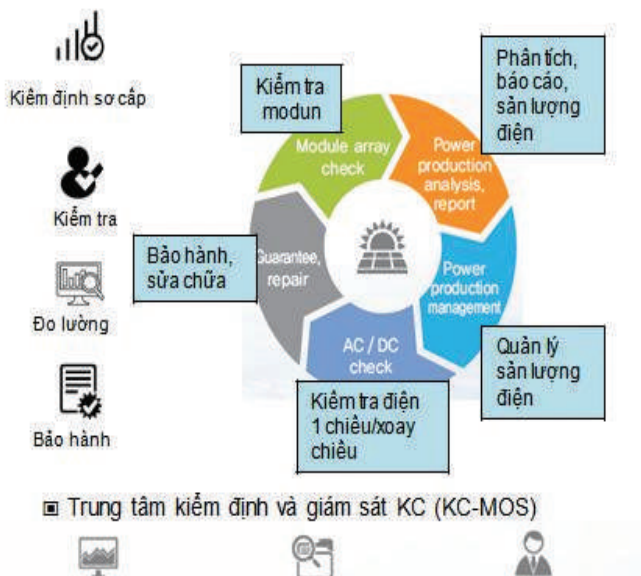 Kiểm định sơ cấp
Kiểm tra
Đo lường
Bảo hành
Kiểm tra
modun
Module array
check
Phân tích,
báo cáo,
sản lượng
điện
Power
production
analysis,
report
Bảo hành,
sửa chữa
Guarantee,
repair
Power
production
management
AC / DC
check
Quản lý
sản lượng
điện
Kiểm tra điện
1 chiều/xoay
chiều
▣ Trung tâm kiểm định và giám sát KC (KC-MOS)